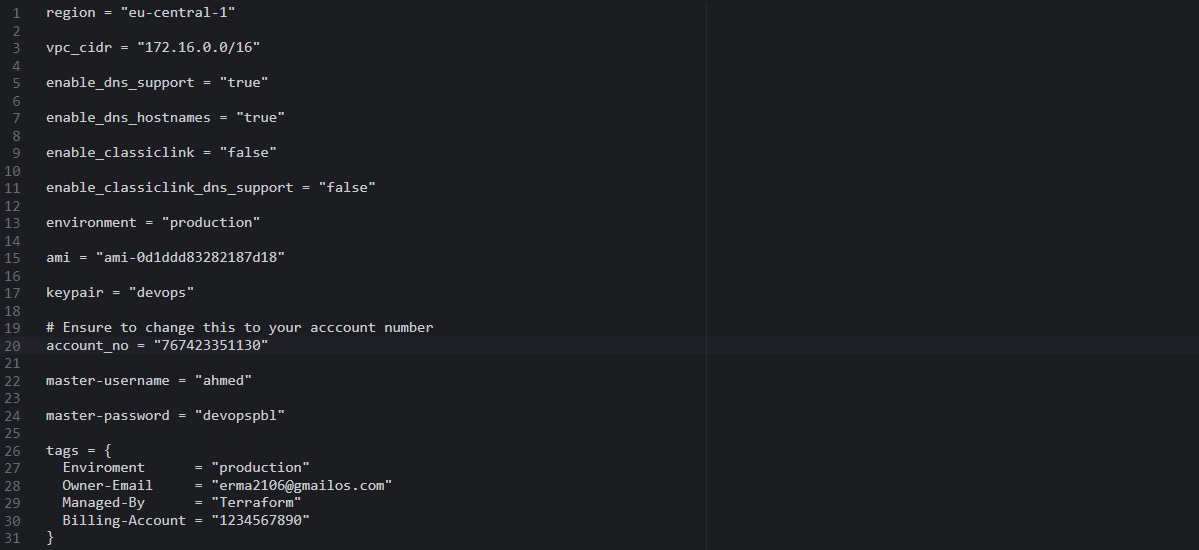 1 region = "eu-central-1"
2
3 vpc_cidr = "172.16.0.0/16"
4
5 enable_dns_support = "true"
6
7 enable_dns_hostnames = "true"
8
9 enable_classiclink = "false"
10
11 enable_classiclink_dns_support = "false"
12
13 environment = "production"
14
15 ami = "ami-0d1ddd83282187d18"
16
17 keypair = "devops"
18
19 # Ensure to change this to your acccount number
20 account_no = "767423351130"
21
22 master-username = "ahmed"
23
24 master-password = "devopspbl"
25
26 tags = {
27   Enviroment      = "production"
28   Owner-Email     = "erma2106@gmailos.com"
29   Managed-By      = "Terraform"
30   Billing-Account = "1234567890"
31 }